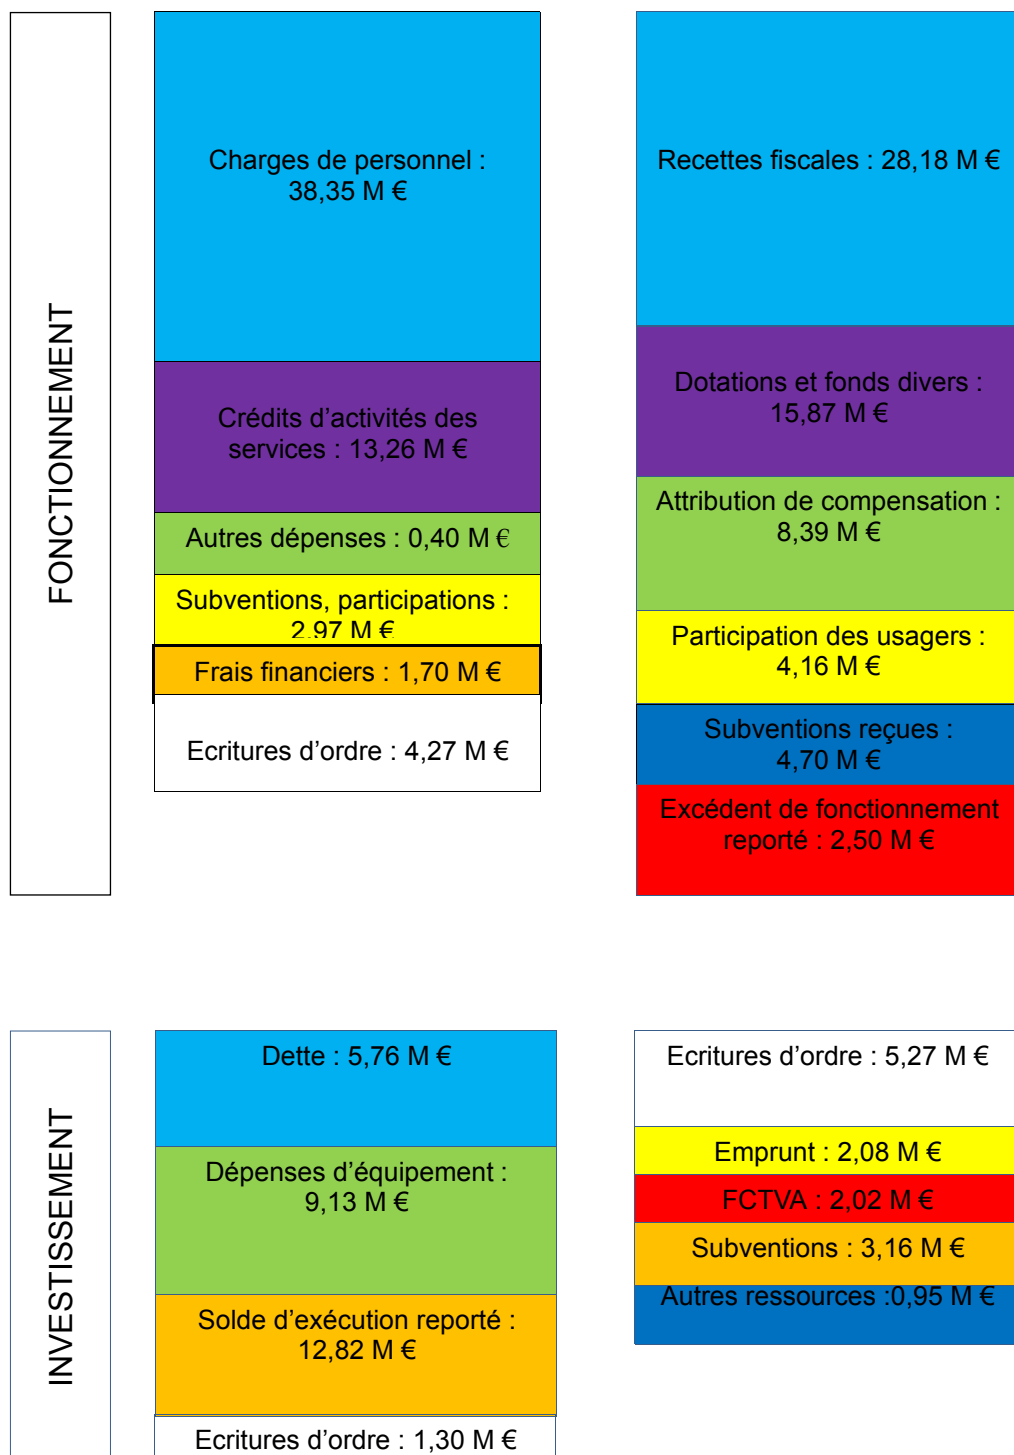 FONCTIONNEMENT
Charges de personnel :
38,35 M €
Crédits d’activités des
services : 13,26 M €
Autres dépenses : 0,40 M €
Subventions, participations :
2,97 M €
Frais financiers : 1,70 M €
Ecritures d’ordre : 4,27 M €
Recettes fiscales : 28,18 M €
Dotations et fonds divers :
15,87 M €
Attribution de compensation :
8,39 M €
Participation des usagers :
4,16 M €
Subventions reçues :
4,70 M €
Excédent de fonctionnement
reporté : 2,50 M €
INVESTISSEMENT
Dette : 5,76 M €
Dépenses d’équipement :
9,13 M €
Solde d’exécution reporté :
12,82 M €
Ecritures d’ordre : 1,30 M €
Ecritures d’ordre : 5,27 M €
Emprunt : 2,08 M €
FCTVA : 2,02 M €
Subventions : 3,16 M €
Autres ressources :0,95 M €